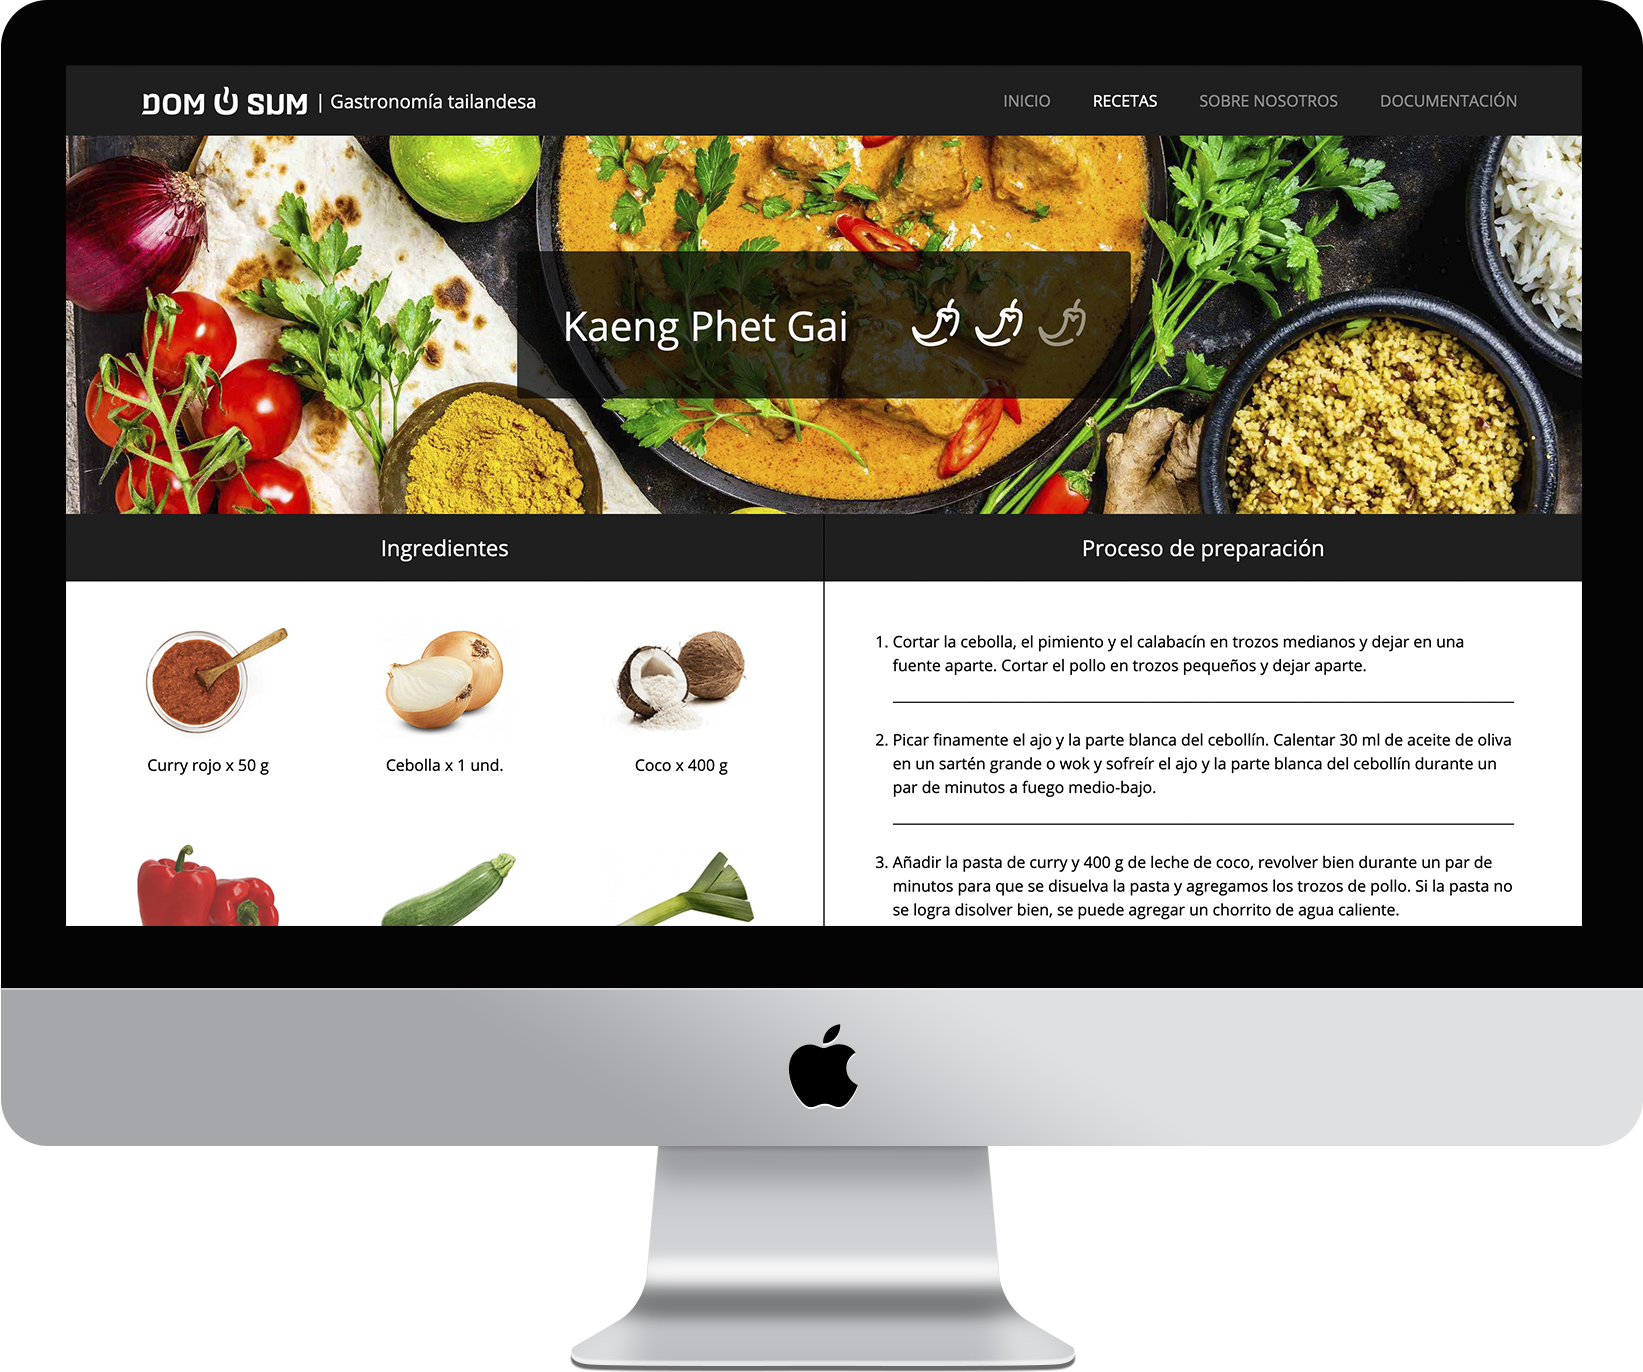 DOM SUM | Gastronomía tailandesa
INICIO RECETAS SOBRE NOSOTROS DOCUMENTACIÓN
Kaeng Phet Gai
Ingredientes
Curry rojo x 50 g
Cebolla x 1 und.
Coco x 400 g
Proceso de preparación
1. Cortar la cebolla, el pimiento y el calabacín en trozos medianos y dejar en una
fuente aparte. Cortar el pollo en trozos pequeños y dejar aparte.
2. Picar finamente el ajo y la parte blanca del cebollín. Calentar 30 ml de aceite de oliva
en un sartén grande o wok y sofreír el ajo y la parte blanca del cebollín durante un
par de minutos a fuego medio-bajo.
3. Añadir la pasta de curry y 400 g de leche de coco, revolver bien durante un par de
minutos para que se disuelva la pasta y agregamos los trozos de pollo. Si la pasta no
se logra disolver bien, se puede agregar un chorrito de agua caliente.